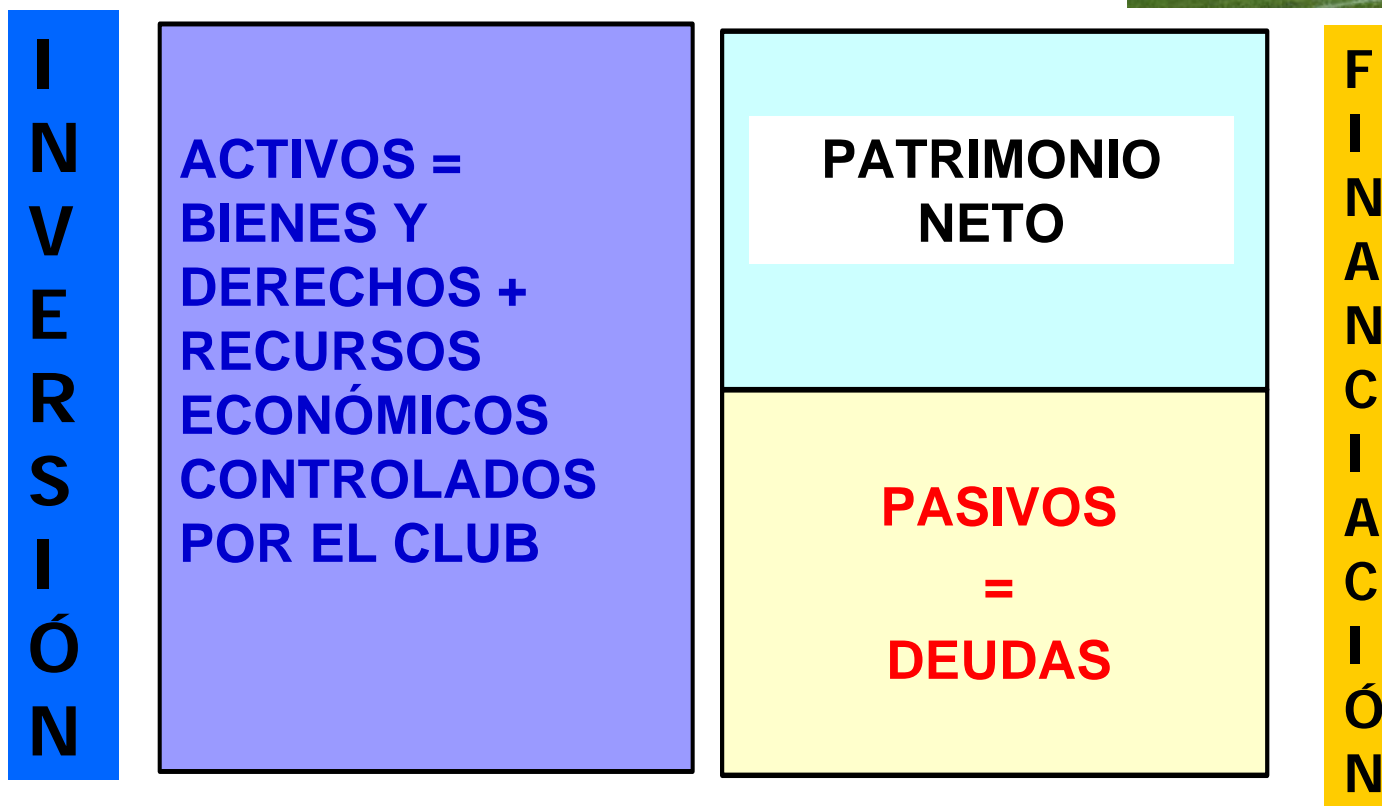 INVERSIÓN
ACTIVOS =
BIENES Y
DERECHOS +
RECURSOS
ECONÓMICOS
CONTROLADOS
POR EL CLUB
PATRIMONIO
NETO
PASIVOS
=
DEUDAS
FINANCIACIÓN